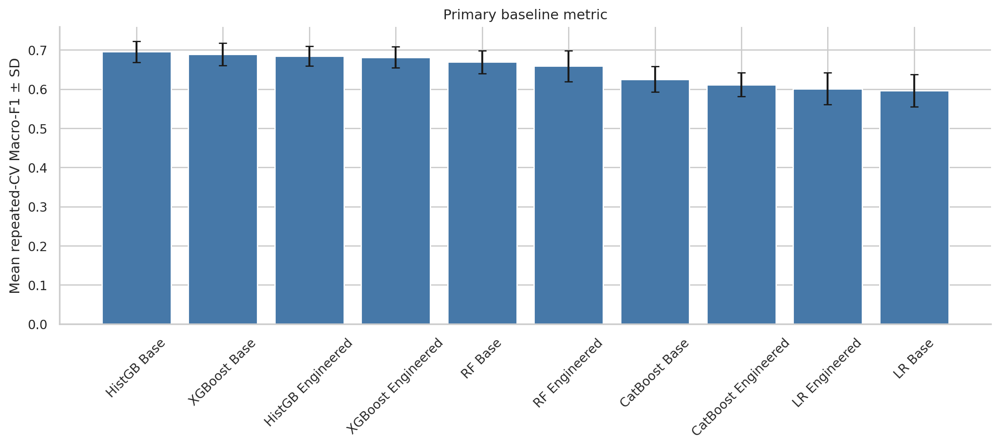 Primary baseline metric
Mean repeated-CV Macro-F1 ± SD
0.7
0.6
0.5
0.4
0.3
0.2
0.1
0.0
HistGB Base
XGBoost Base
HistGB Engineered
XGBoost Engineered
RF Base
RF Engineered
CatBoost Base
CatBoost Engineered
LR Engineered
LR Base